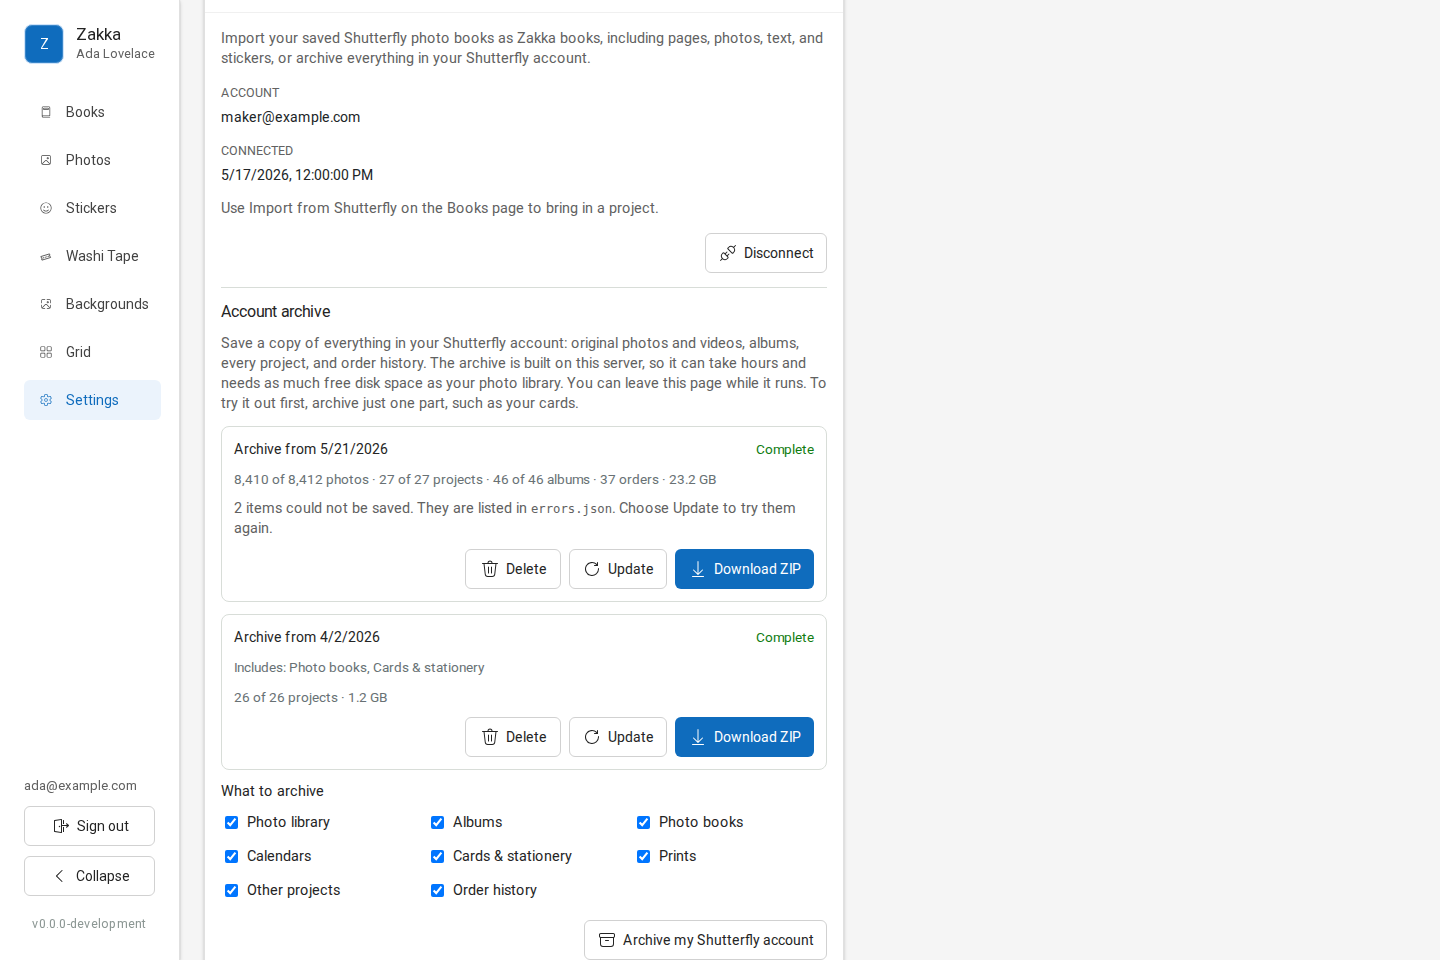 Z
Zakka
Ada Lovelace
Books
Photos
Stickers
Washi Tape
Backgrounds
Grid
Settings
ada@example.com
Sign out
Collapse
v0.0.0-development
Import your saved Shutterfly photo books as Zakka books, including pages, photos, text, and
stickers, or archive everything in your Shutterfly account.
ACCOUNT
maker@example.com
CONNECTED
5/17/2026, 12:00:00 PM
Use Import from Shutterfly on the Books page to bring in a project.
Disconnect
Account archive
Save a copy of everything in your Shutterfly account: original photos and videos, albums,
every project, and order history. The archive is built on this server, so it can take hours and
needs as much free disk space as your photo library. You can leave this page while it runs. To
try it out first, archive just one part, such as your cards.
Archive from 5/21/2026
Complete
8,410 of 8,412 photos · 27 of 27 projects · 46 of 46 albums · 37 orders · 23.2 GB
2 items could not be saved. They are listed in errors.json. Choose Update to try them
again.
Delete
Update
Download ZIP
Archive from 4/2/2026
Complete
Includes: Photo books, Cards & stationery
26 of 26 projects · 1.2 GB
Delete
Update
Download ZIP
What to archive
Photo library
Albums
Photo books
Calendars
Cards & stationery
Prints
Other projects
Order history
Archive my Shutterfly account